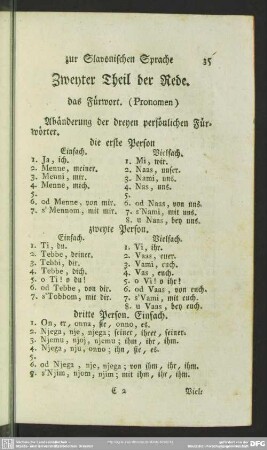 zur Slavonischen Sprache 35
Zweyter Theil der Rede.
das Fürwort. (Pronomen)
Abänderung der dreyen persönlichen Für-
wörter.
die erste Person
Einfach. Vielfach.
1. Ja, ich. 1. Mi, wir.
2. Menne, meiner. 2. Naas, unser.
3. Menni, mir. 3. Nami, uns.
4. Menne, mich. 4. Nas, uns.
5. 5.
6. od Menne, von mir. 6. od Naas, von uns.
7. s'Mennom, mit mir. 7. s'Nami, mit uns.
8. u Naas, bey uns.
zweyte Person.
Einfach. Vielfach.
1. Ti, du. 1. Vi, ihr.
2. Tebbe, deiner. 2. Vaas, euer.
3. Tebbi, dir. 3. Vami, euch.
4. Tebbe, dich. 4. Vas, euch.
5. o Ti! o du! 5. o Vi! o ihr!
6. od Tebbe, von dir. 6. od Vaas, von euch.
7. s'Tobbom, mit dir. 7. s'Vami, mit euch.
8. u Vaas, bey euch.
Dritte Person. Einfach.
1. On, er, onna, sie, onno, es.
2. Njega, nje, njega; seiner, ihrer, seiner.
3. Njemu, njoj, njemu; ihm, ihr, ihm.
4. Njega, nju, onno; ihn, sie, es.
5.
6. od Njega, nje, njega; von ihm, ihr, ihm.
7. s'Njim, njom, njim; mit ihm, ihr, ihm.
C 2 Viel=